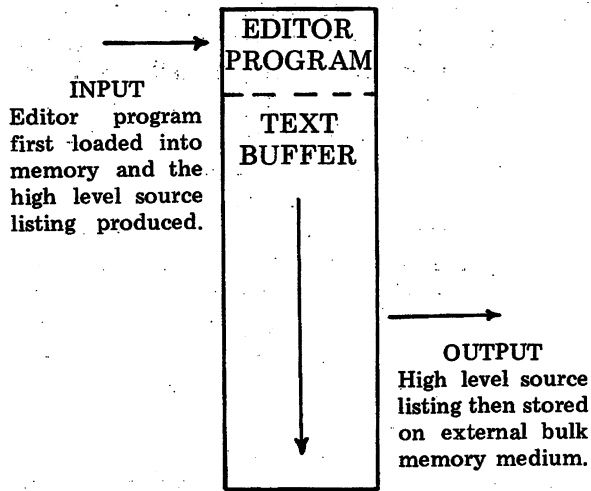 EDITOR
PROGRAM
INPUT
Editor program
first loaded into
memory and the
high level source
listing produced.
TEXT
BUFFER
OUTPUT
High level source
listing then stored
on external bulk
memory medium.